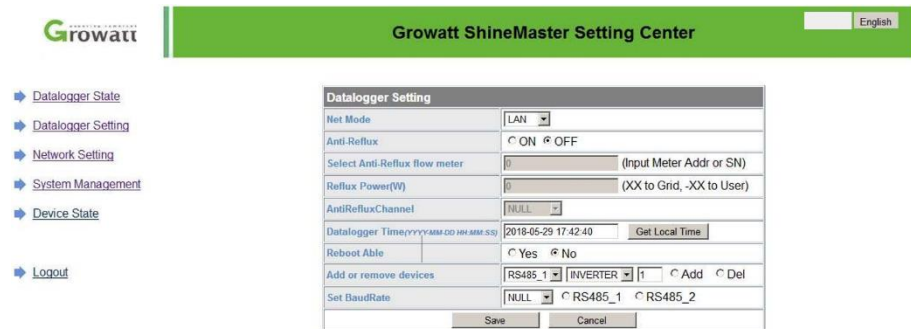 Growatt
Growatt ShineMaster Setting Center
English
Datalogger State
Datalogger Setting
Network Setting
System Management
Device State
Logout
Datalogger Setting
Net Mode LAN
Anti-Reflux ON OFF
Select Anti-Reflux flow meter 0 (Input Meter Addr or SN)
Reflux Power(W) 0 (XX to Grid, -XX to User)
AntiRefluxChannel NULL
Datalogger Time(YYYY-MM-DD HH:MM:SS) 2018-05-29 17:42:40 Get Local Time
Reboot Able Yes No
Add or remove devices RS485_1 INVERTER 1 Add Del
Set BaudRate NULL RS485_1 RS485_2
Save Cancel